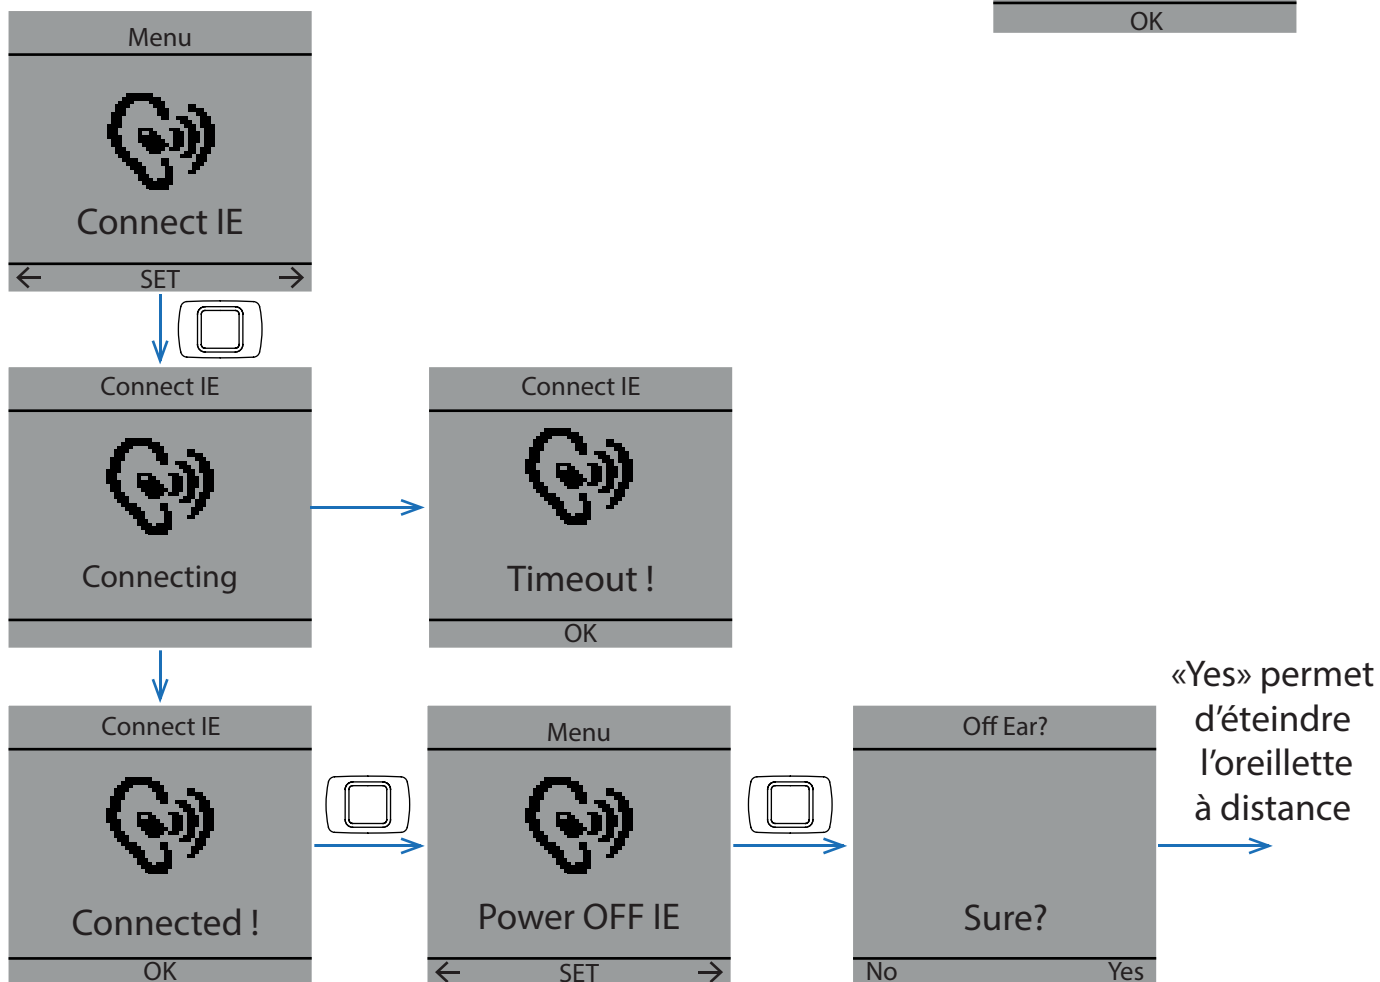 OK
Menu
Connect IE
← SET →
Connect IE
Connecting
Connect IE
Timeout !
OK
Connect IE
Connected !
OK
Menu
Power OFF IE
← SET →
Off Ear?
Sure?
No Yes
«Yes» permet
d'éteindre
l'oreillette
à distance